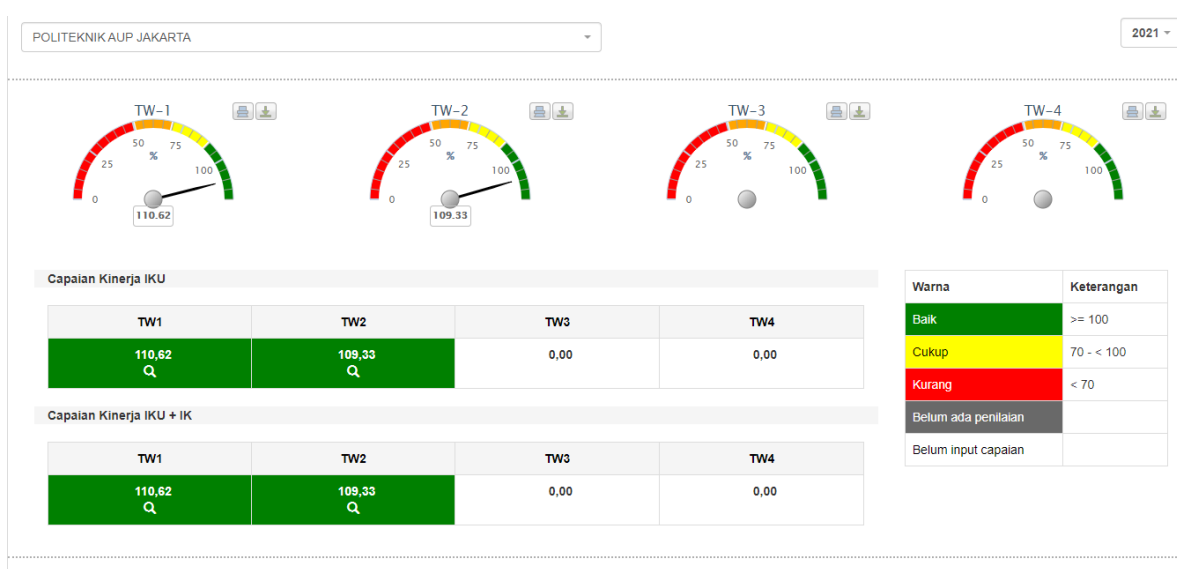 POLITEKNIK AUP JAKARTA
2021
TW-1
0
25
50
75
100
%
110.62
TW-2
0
25
50
75
100
%
109.33
TW-3
0
25
50
75
100
%
TW-4
0
25
50
75
100
%
Capaian Kinerja IKU
TW1 TW2 TW3 TW4
110,62 109,33 0,00 0,00
Capaian Kinerja IKU + IK
TW1 TW2 TW3 TW4
110,62 109,33 0,00 0,00
Warna Keterangan
Baik >= 100
Cukup 70 - < 100
Kurang < 70
Belum ada penilaian
Belum input capaian